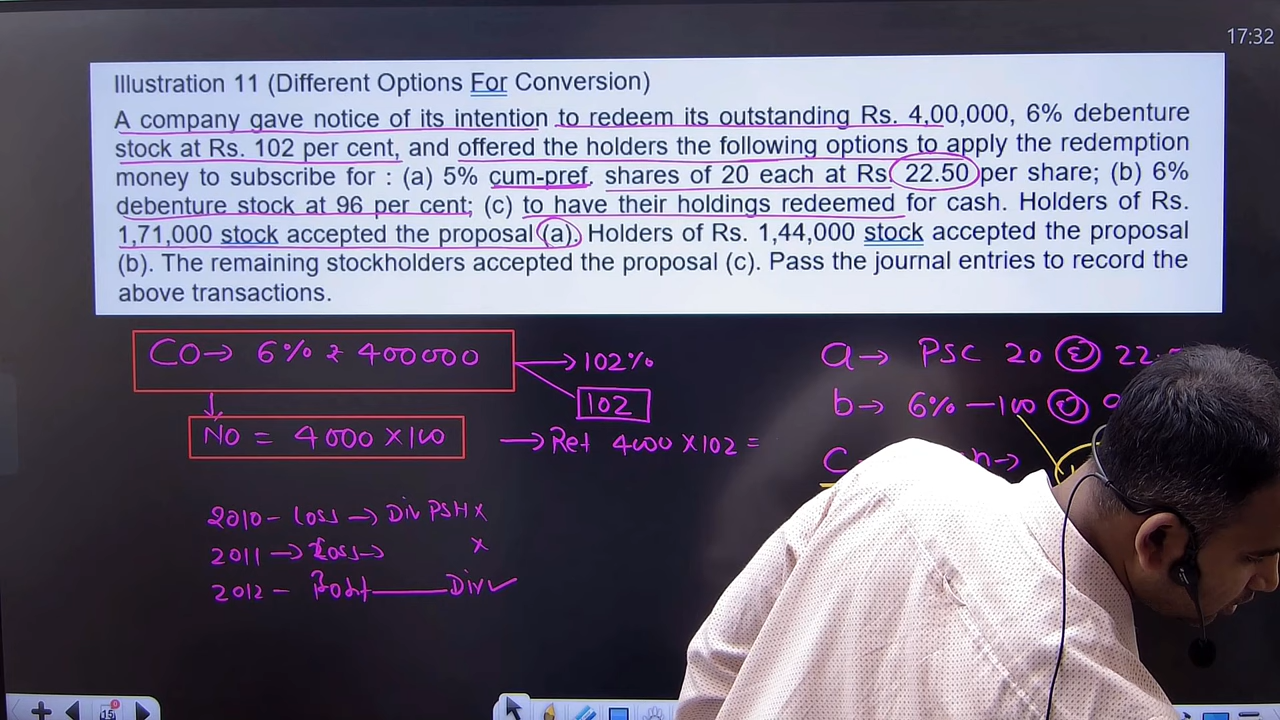 17:32
Illustration 11 (Different Options For Conversion)
A company gave notice of its intention to redeem its outstanding Rs. 4,00,000, 6% debenture
stock at Rs. 102 per cent, and offered the holders the following options to apply the redemption
money to subscribe for : (a) 5% cum-pref. shares of 20 each at Rs 22.50 per share; (b) 6%
debenture stock at 96 per cent; (c) to have their holdings redeemed for cash. Holders of Rs.
1,71,000 stock accepted the proposal (a). Holders of Rs. 1,44,000 stock accepted the proposal
(b). The remaining stockholders accepted the proposal (c). Pass the journal entries to record the
above transactions.
CO→ 6% 400000
→102%
102
NO = 4000 × 100
→ Ret 4000 × 102 =
a→ PSC 20 @ 22.
b→ 6% — 100 @ 9
C
2010 - Loss → Div PSH x
2011 → Loss→ x
2012 - Div ✓
15